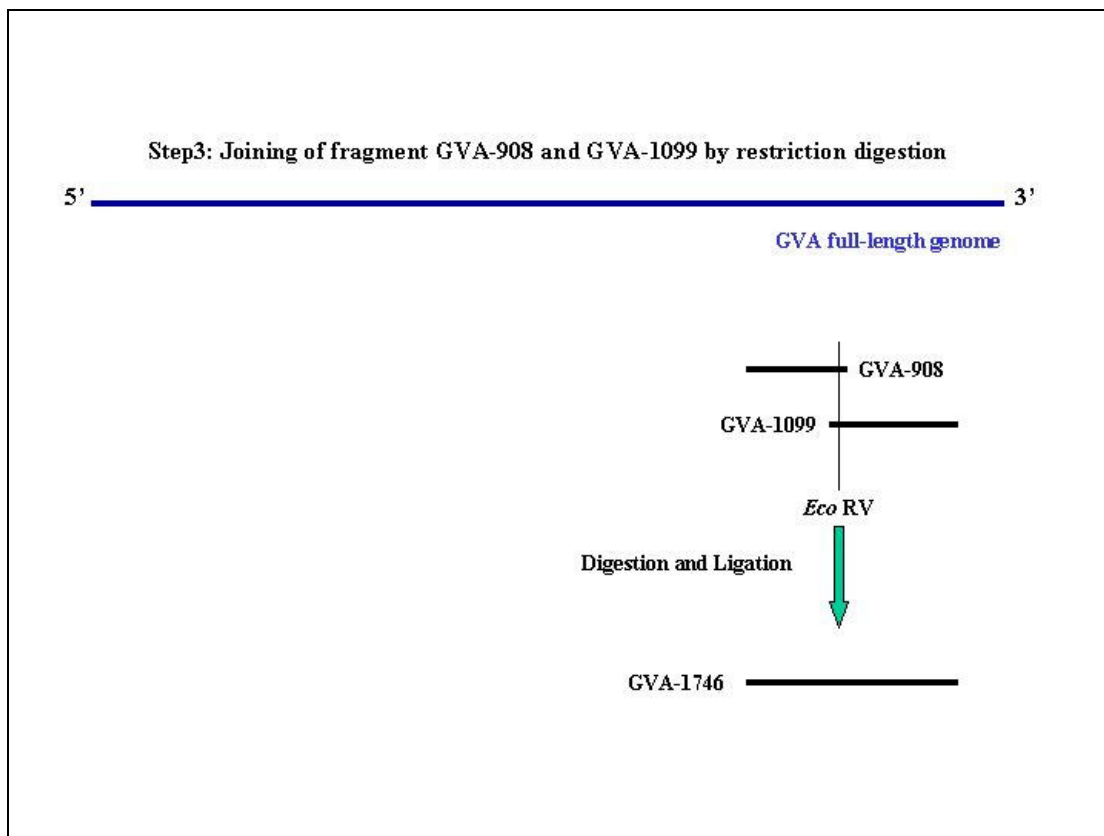 Step3: Joining of fragment GVA-908 and GVA-1099 by restriction digestion
5’ 3’
GVA full-length genome
GVA-908
GVA-1099
Eco RV
Digestion and Ligation
GVA-1746